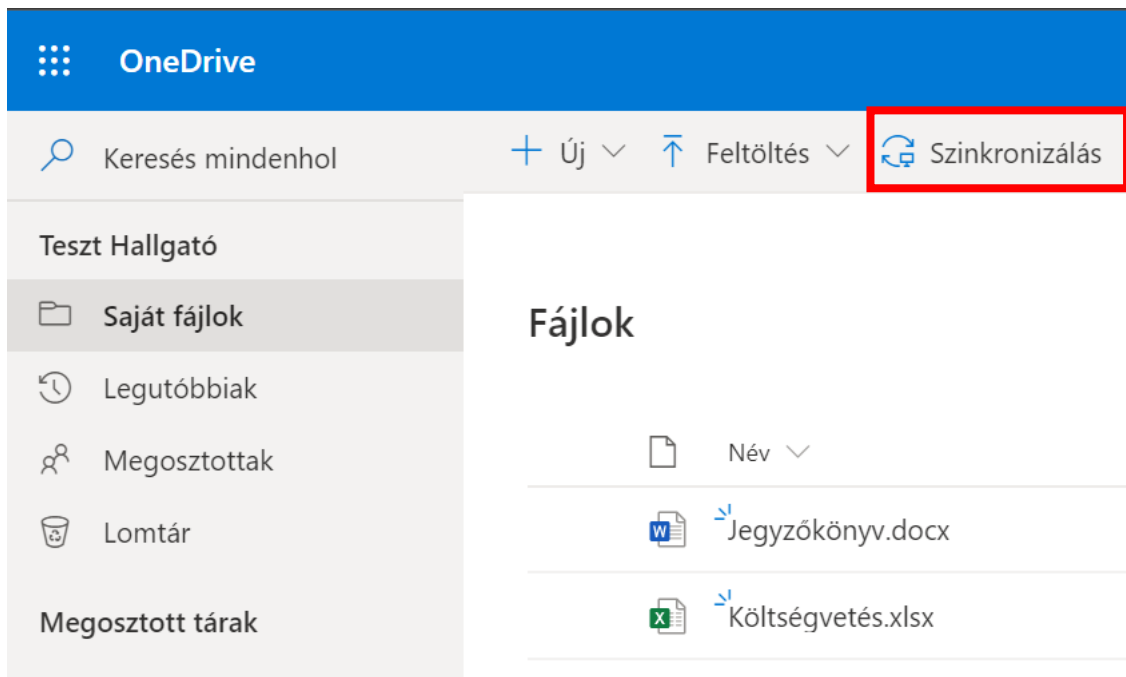 OneDrive
Keresés mindenhol
Új
Feltöltés
Szinkronizálás
Teszt Hallgató
Saját fájlok
Legutóbbiak
Megosztottak
Lomtár
Megosztott tárak
Fájlok
Név
Jegyzőkönyv.docx
Költségvetés.xlsx